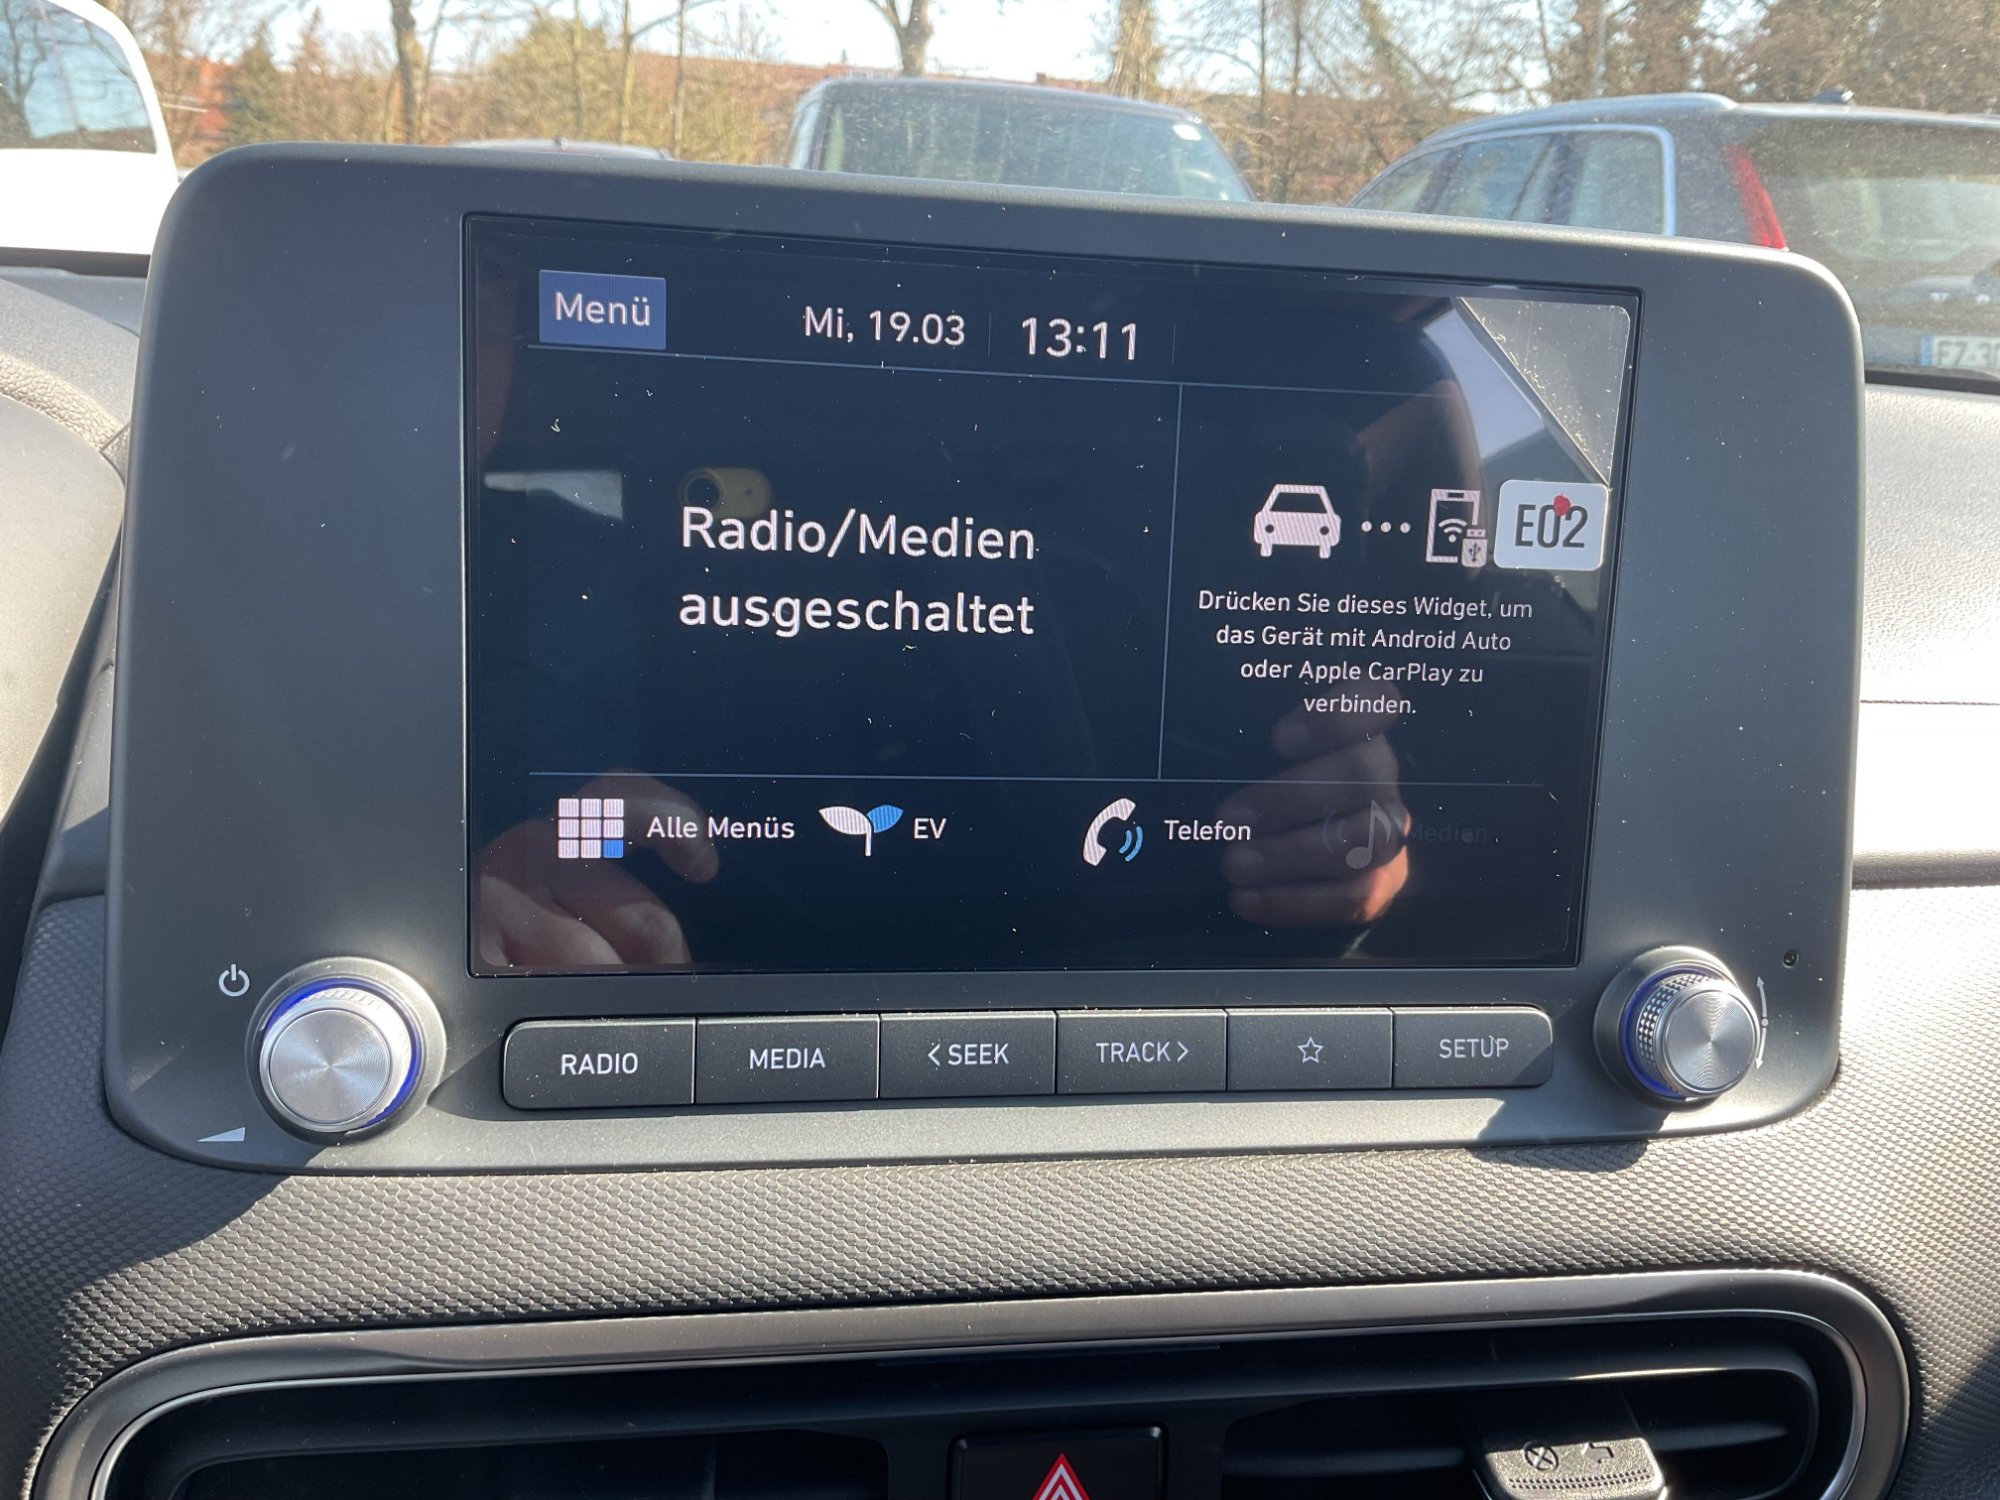 Menü
Mi, 19.03
13:11
Radio/Medien
ausgeschaltet
E02
Drücken Sie dieses Widget, um
das Gerät mit Android Auto
oder Apple CarPlay zu
verbinden.
Alle Menüs
EV
Telefon
Medien
RADIO
MEDIA
< SEEK
TRACK >
SETUP